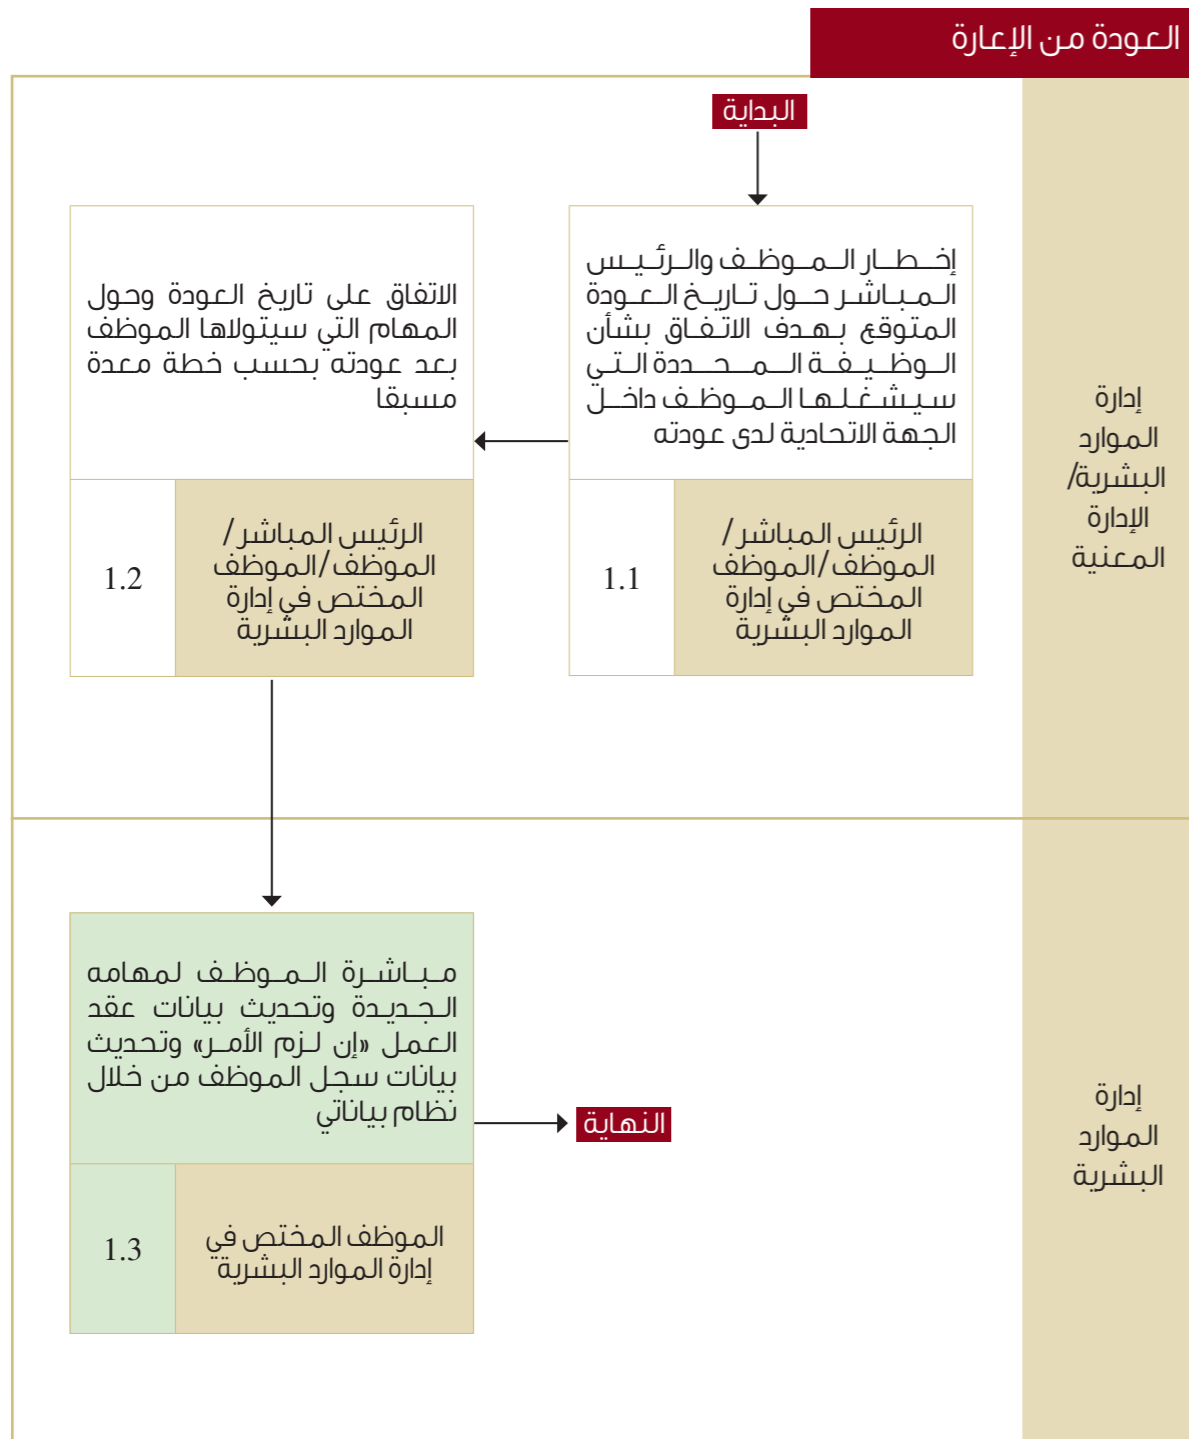 العودة من الإعارة
البداية
إخطار الموظف والرئيس
المباشر حول تاريخ العودة
المتوقع بهدف الاتفاق بشأن
الوظيفة المحددة التي
سيشغلها الموظف داخل
الجهة الاتحادية لدى عودته
الرئيس المباشر/
الموظف/الموظف
المختص في إدارة
الموارد البشرية
1.1
الاتفاق على تاريخ العودة وحول
المهام التي سيتولاها الموظف
بعد عودته بحسب خطة معدة
مسبقا
الرئيس المباشر/
الموظف/الموظف
المختص في إدارة
الموارد البشرية
1.2
إدارة
الموارد
البشرية/
الإدارة
المعنية
مباشرة الموظف لمهامه
الجديدة وتحديث بيانات عقد
العمل «إن لزم الأمر» وتحديث
بيانات سجل الموظف من خلال
نظام بياناتي
الموظف المختص في
إدارة الموارد البشرية
1.3
النهاية
إدارة
الموارد
البشرية